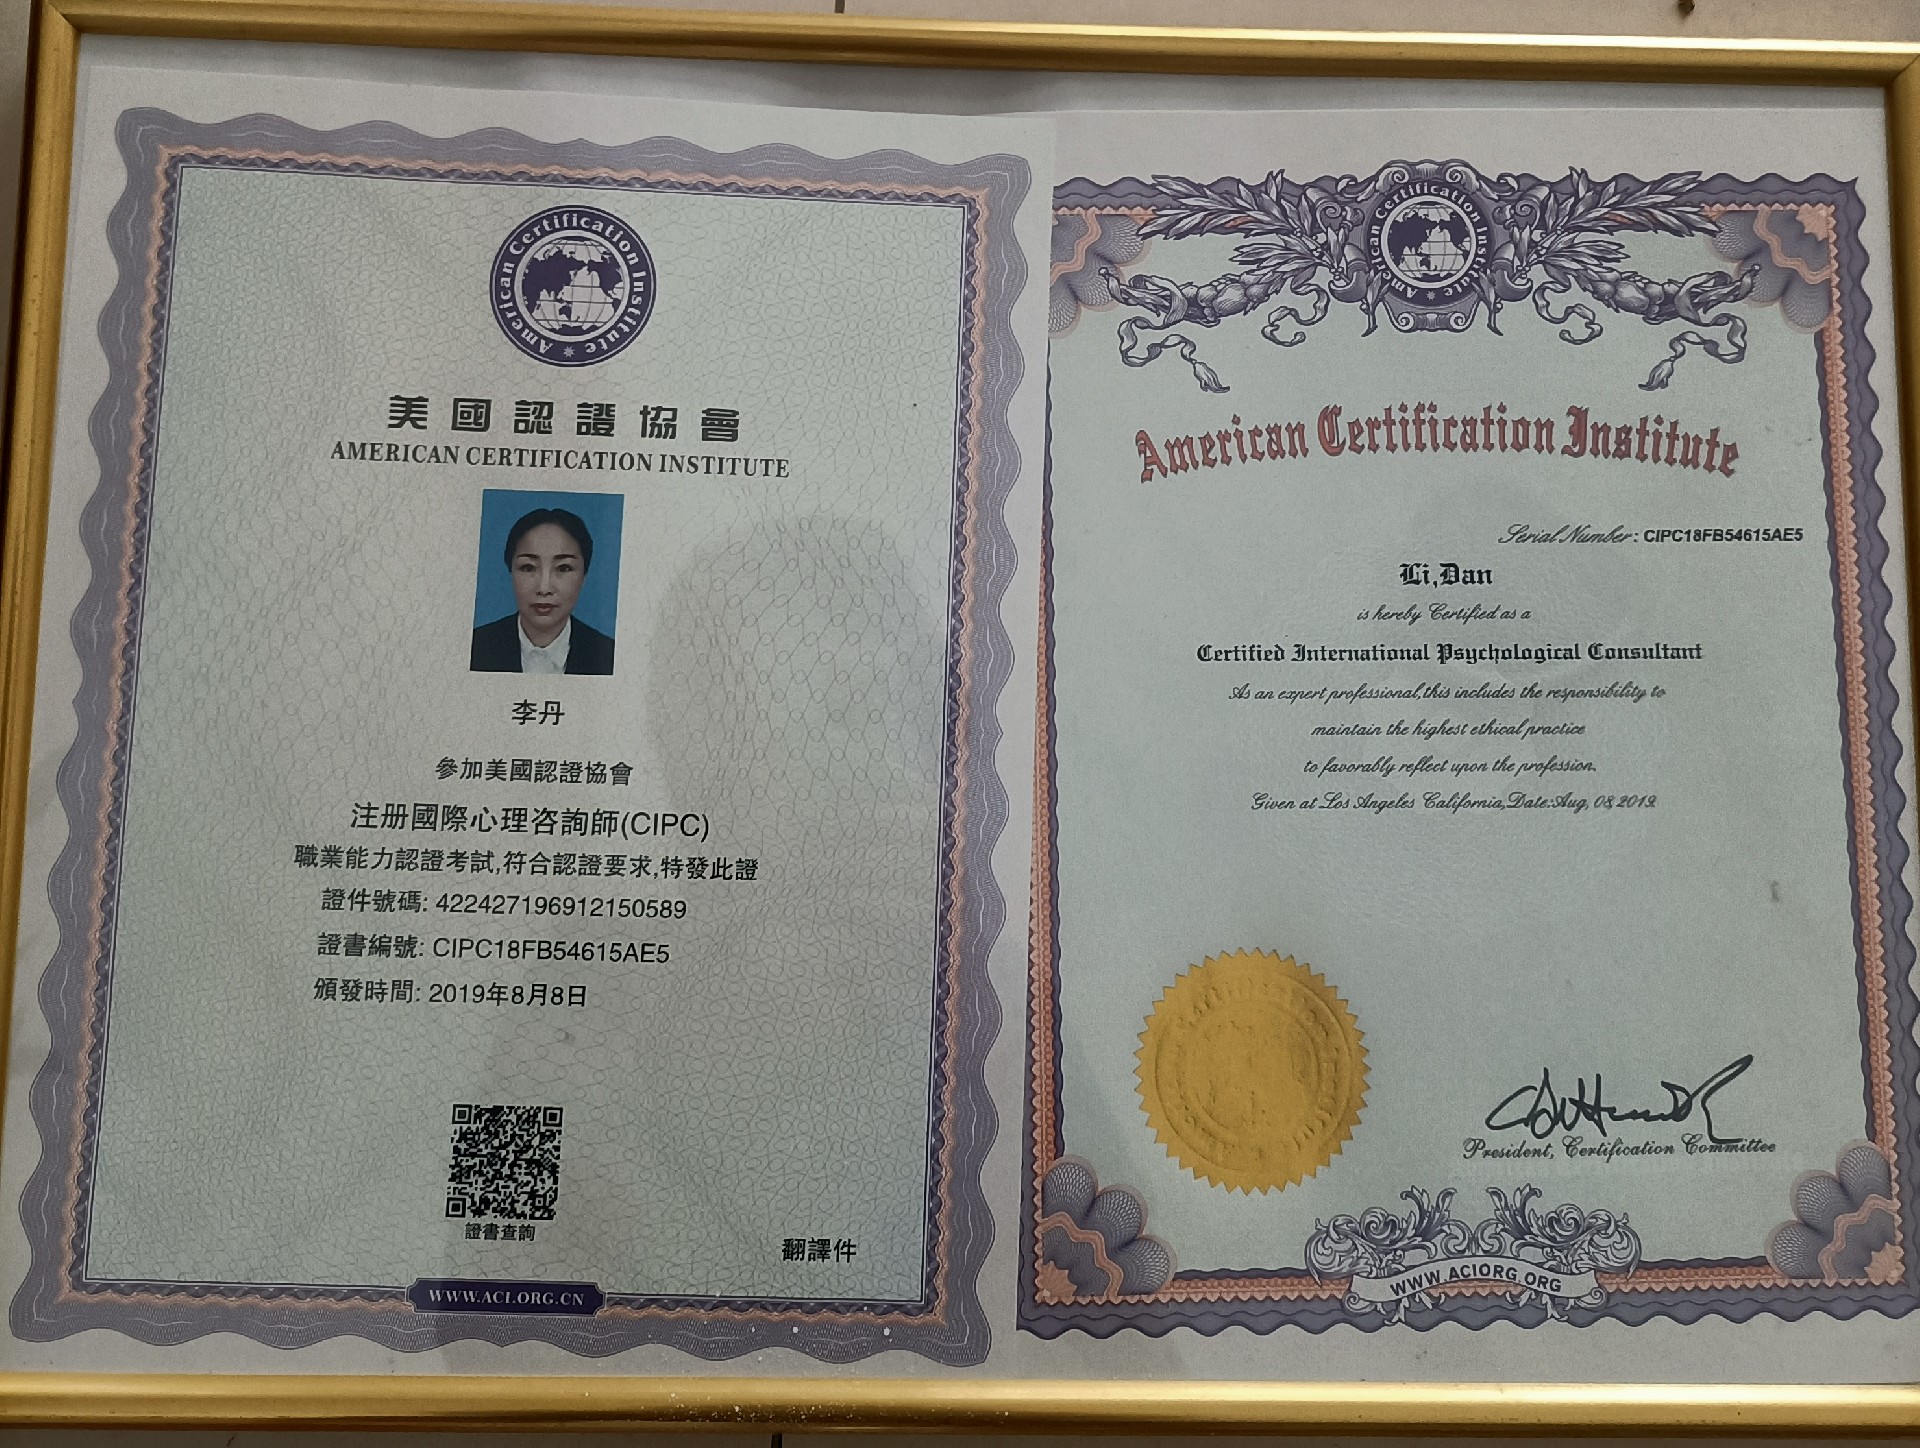 American Certification Institute
美國認證協會
AMERICAN CERTIFICATION INSTITUTE
李丹
參加美國認證協會
注册國際心理咨詢師(CIPC)
職業能力認證考試,符合認證要求,特發此證
證件號碼: 422427196912150589
證書編號: CIPC18FB54615AE5
頒發時間: 2019年8月8日
證書查詢
翻譯件
WWW.ACI.ORG.CN
American Certification Institute
American Certification Institute
Serial Number: CIPC18FB54615AE5
Li,Dan
is hereby Certified as a
Certified International Psychological Consultant
As an expert professional,this includes the responsibility to
maintain the highest ethical practice
to favorably reflect upon the profession.
Given at Los Angeles California,Date:Aug, 08,2019
President, Certification Committee
WWW.ACIORG.ORG